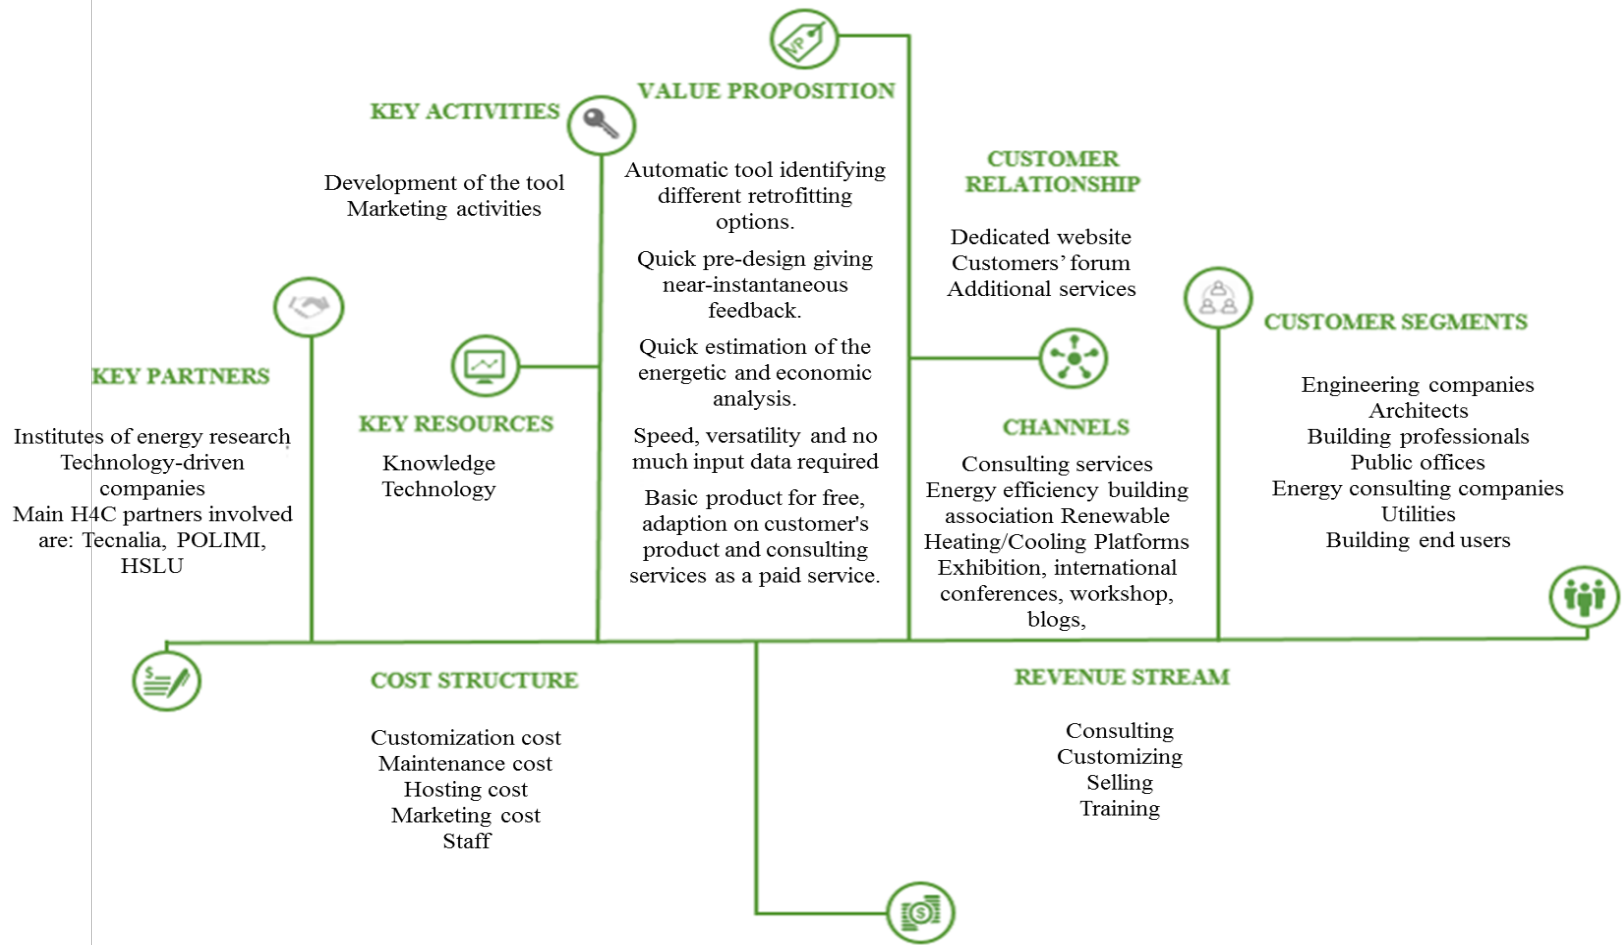 VP
VALUE PROPOSITION
Automatic tool identifying
different retrofitting
options.
Quick pre-design giving
near-instantaneous
feedback.
Quick estimation of the
energetic and economic
analysis.
Speed, versatility and no
much input data required
Basic product for free,
adaption on customer's
product and consulting
services as a paid service.
KEY ACTIVITIES
Development of the tool
Marketing activities
KEY PARTNERS
Institutes of energy research
Technology-driven
companies
Main H4C partners involved
are: Tecnalia, POLIMI,
HSLU
KEY RESOURCES
Knowledge
Technology
CUSTOMER
RELATIONSHIP
Dedicated website
Customers’ forum
Additional services
CHANNELS
Consulting services
Energy efficiency building
association Renewable
Heating/Cooling Platforms
Exhibition, international
conferences, workshop,
blogs,
CUSTOMER SEGMENTS
Engineering companies
Architects
Building professionals
Public offices
Energy consulting companies
Utilities
Building end users
$
COST STRUCTURE
Customization cost
Maintenance cost
Hosting cost
Marketing cost
Staff
REVENUE STREAM
Consulting
Customizing
Selling
Training
$